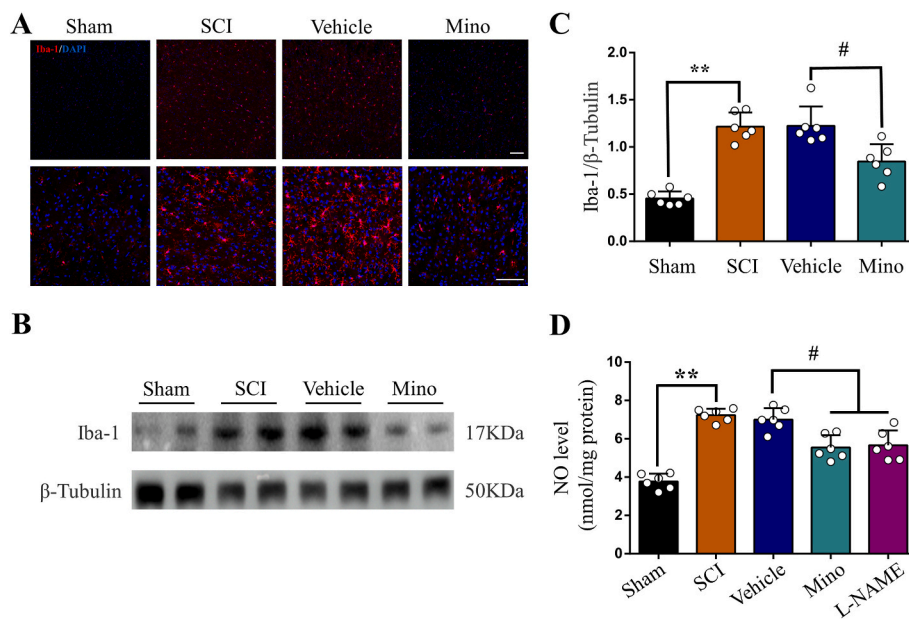 A
Sham SCI Vehicle Mino
Iba-1/DAPI
B
Sham SCI Vehicle Mino
Iba-1 17KDa
β-Tubulin 50KDa
C
Iba-1/β-Tubulin
2.0
1.5
1.0
0.5
0.0
** #
Sham SCI Vehicle Mino
D
NO level
(nmol/mg protein)
10
8
6
4
2
0
** #
Sham SCI Vehicle Mino L-NAME